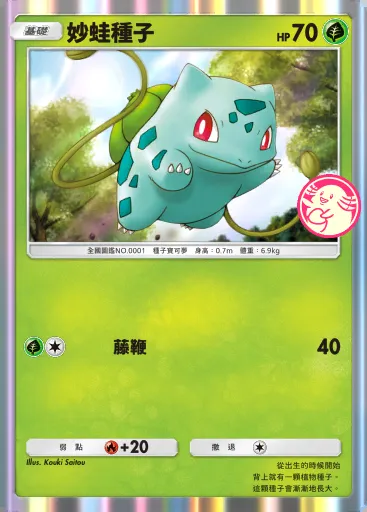 基礎 妙蛙種子 HP 70
全國圖鑑NO.0001 種子寶可夢 身高：0.7m 體重：6.9kg
藤鞭 40
弱點 +20 撤退
Illus. Kouki Saitou
從出生的時候開始
背上就有一顆植物種子。
這顆種子會漸漸地長大。